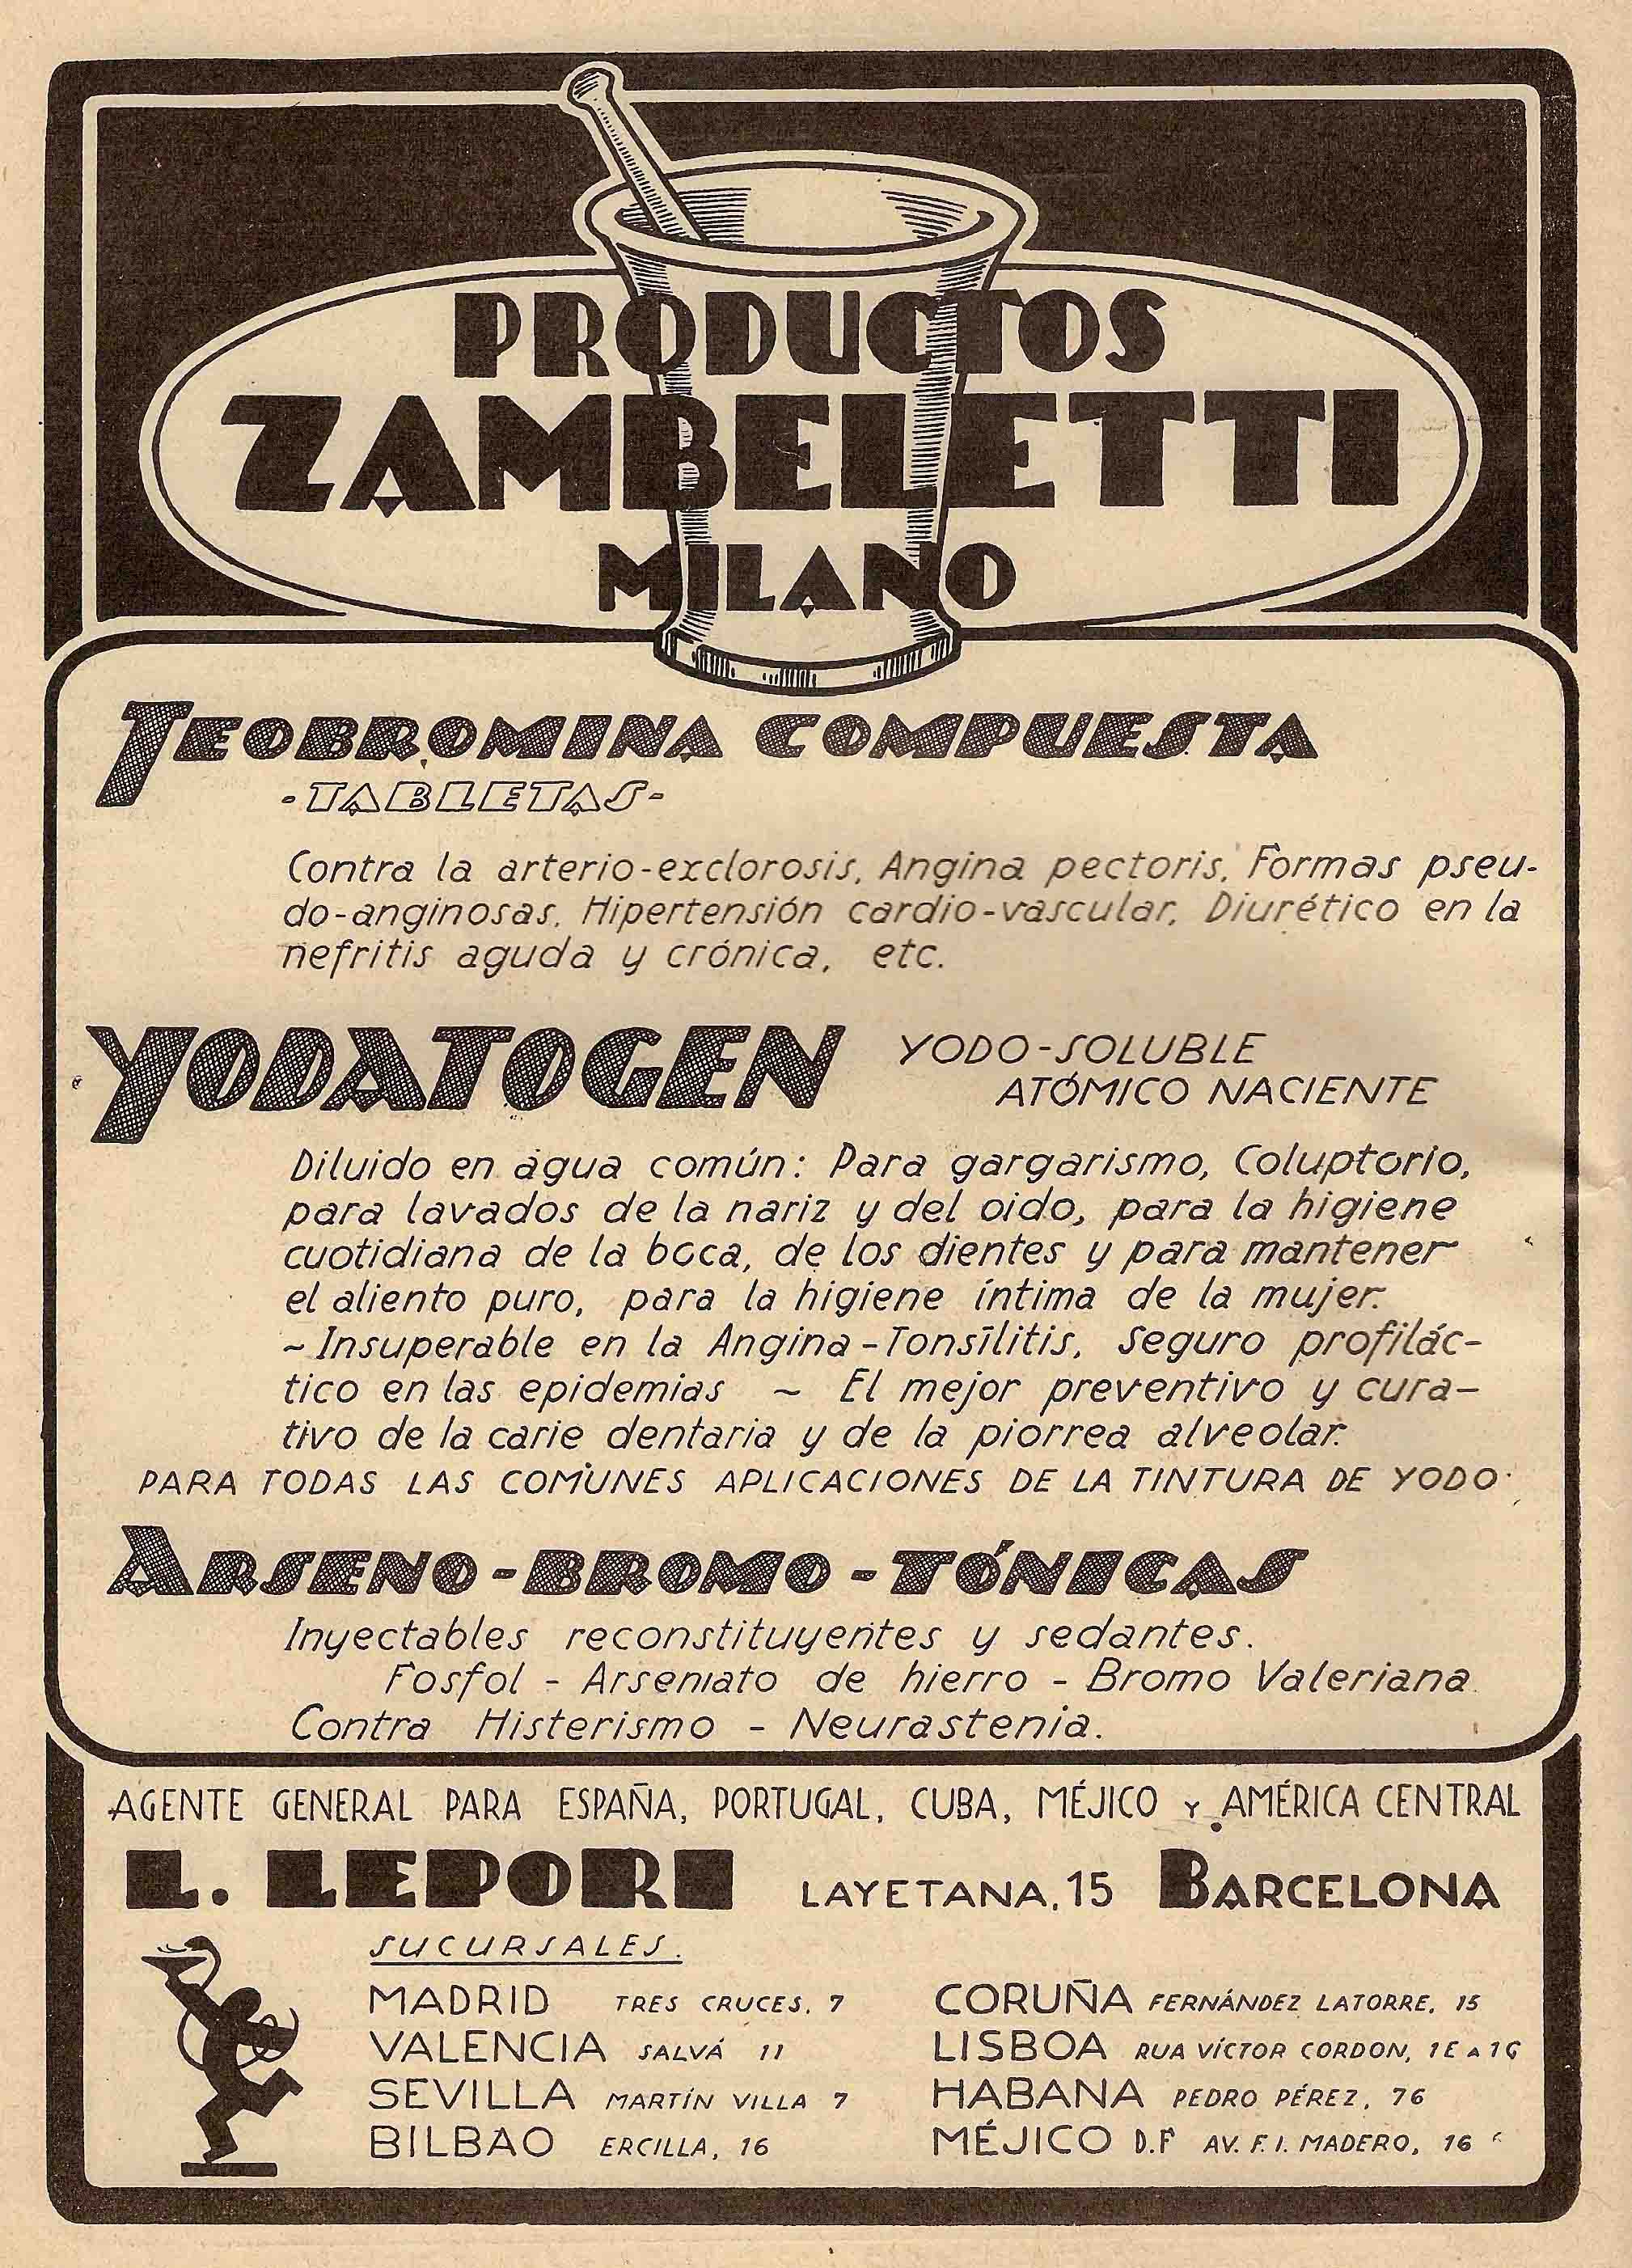 PRODUCTOS
ZAMBELETTI
MILANO
TEOBROMINA COMPUESTA
-TABLETAS-
Contra la arterio-exclorosis, Angina pectoris, Formas pseu-
do-anginosas, Hipertensión cardio-vascular, Diurético en la
nefritis aguda y crónica, etc.
YODATOGEN
YODO-SOLUBLE
ATÓMICO NACIENTE
Diluido en agua común: Para gargarismo, Coluptorio,
para lavados de la nariz y del oido, para la higiene
cuotidiana de la boca, de los dientes y para mantener
el aliento puro, para la higiene íntima de la mujer.
~ Insuperable en la Angina-Tonsílitis, Seguro profilác-
tico en las epidemias ~ El mejor preventivo y cura-
tivo de la carie dentaria y de la piorrea alveolar.
PARA TODAS LAS COMUNES APLICACIONES DE LA TINTURA DE YODO
ARSENO-BROMO-TÓNICAS
Inyectables reconstituyentes y sedantes.
Fosfol - Arseniato de hierro - Bromo Valeriana.
Contra Histerismo - Neurastenia.
AGENTE GENERAL PARA ESPAÑA, PORTUGAL, CUBA, MÉJICO Y AMÉRICA CENTRAL
L. LEPORI LAYETANA, 15 BARCELONA
SUCURSALES.
MADRID TRES CRUCES, 7
VALENCIA SALVÁ 11
SEVILLA MARTÍN VILLA 7
BILBAO ERCILLA, 16
CORUÑA FERNÁNDEZ LATORRE, 15
LISBOA RUA VÍCTOR CORDON, 1E A 1G
HABANA PEDRO PÉREZ, 76
MÉJICO D.F AV. F. I. MADERO, 16